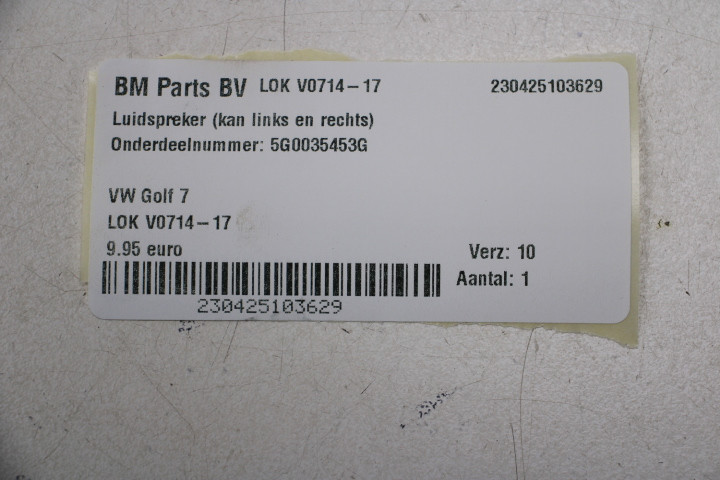 BM Parts BV LOK V0714-17 230425103629
Luidspreker (kan links en rechts)
Onderdeelnummer: 5G0035453G
VW Golf 7
LOK V0714-17
9.95 euro Verz: 10
Aantal: 1
230425103629